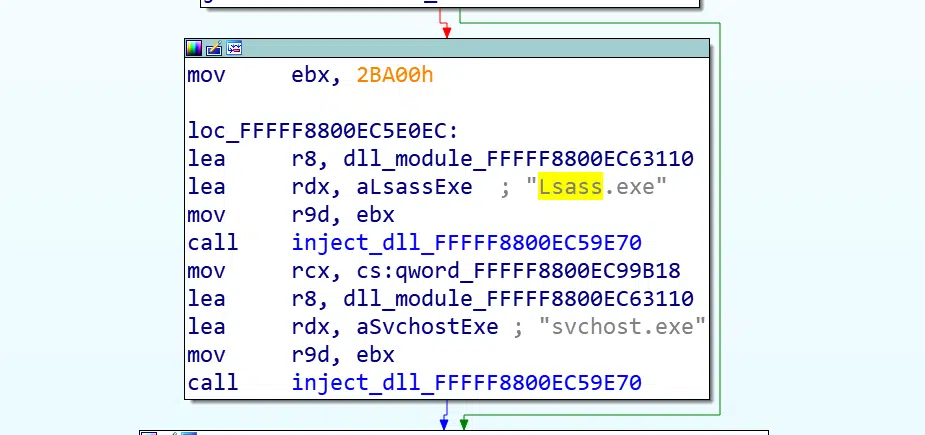 mov ebx, 2BA00h
loc_FFFFF8800EC5E0EC:
lea r8, dll_module_FFFFF8800EC63110
lea rdx, aLsassExe ; "Lsass.exe"
mov r9d, ebx
call inject_dll_FFFFF8800EC59E70
mov rcx, cs:qword_FFFFF8800EC99B18
lea r8, dll_module_FFFFF8800EC63110
lea rdx, aSvchostExe ; "svchost.exe"
mov r9d, ebx
call inject_dll_FFFFF8800EC59E70